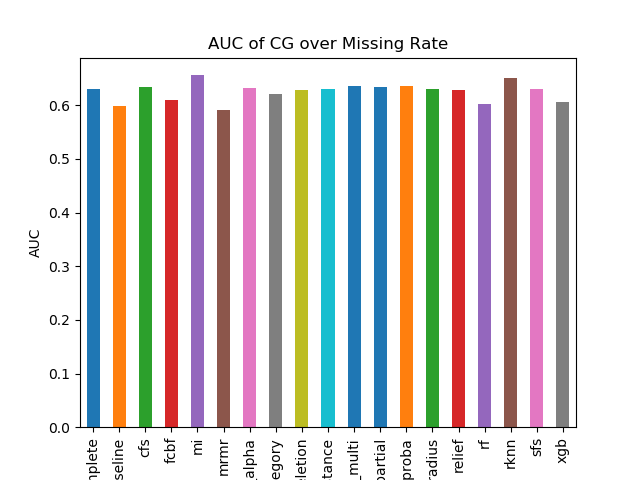 AUC of CG over Missing Rate
AUC
0.6
0.5
0.4
0.3
0.2
0.1
0.0
nplete
seline
cfs
fcbf
mi
mrmr
_alpha
egory
eletion
tance
_multi
partial
proba
radius
relief
rf
rknn
sfs
xgb